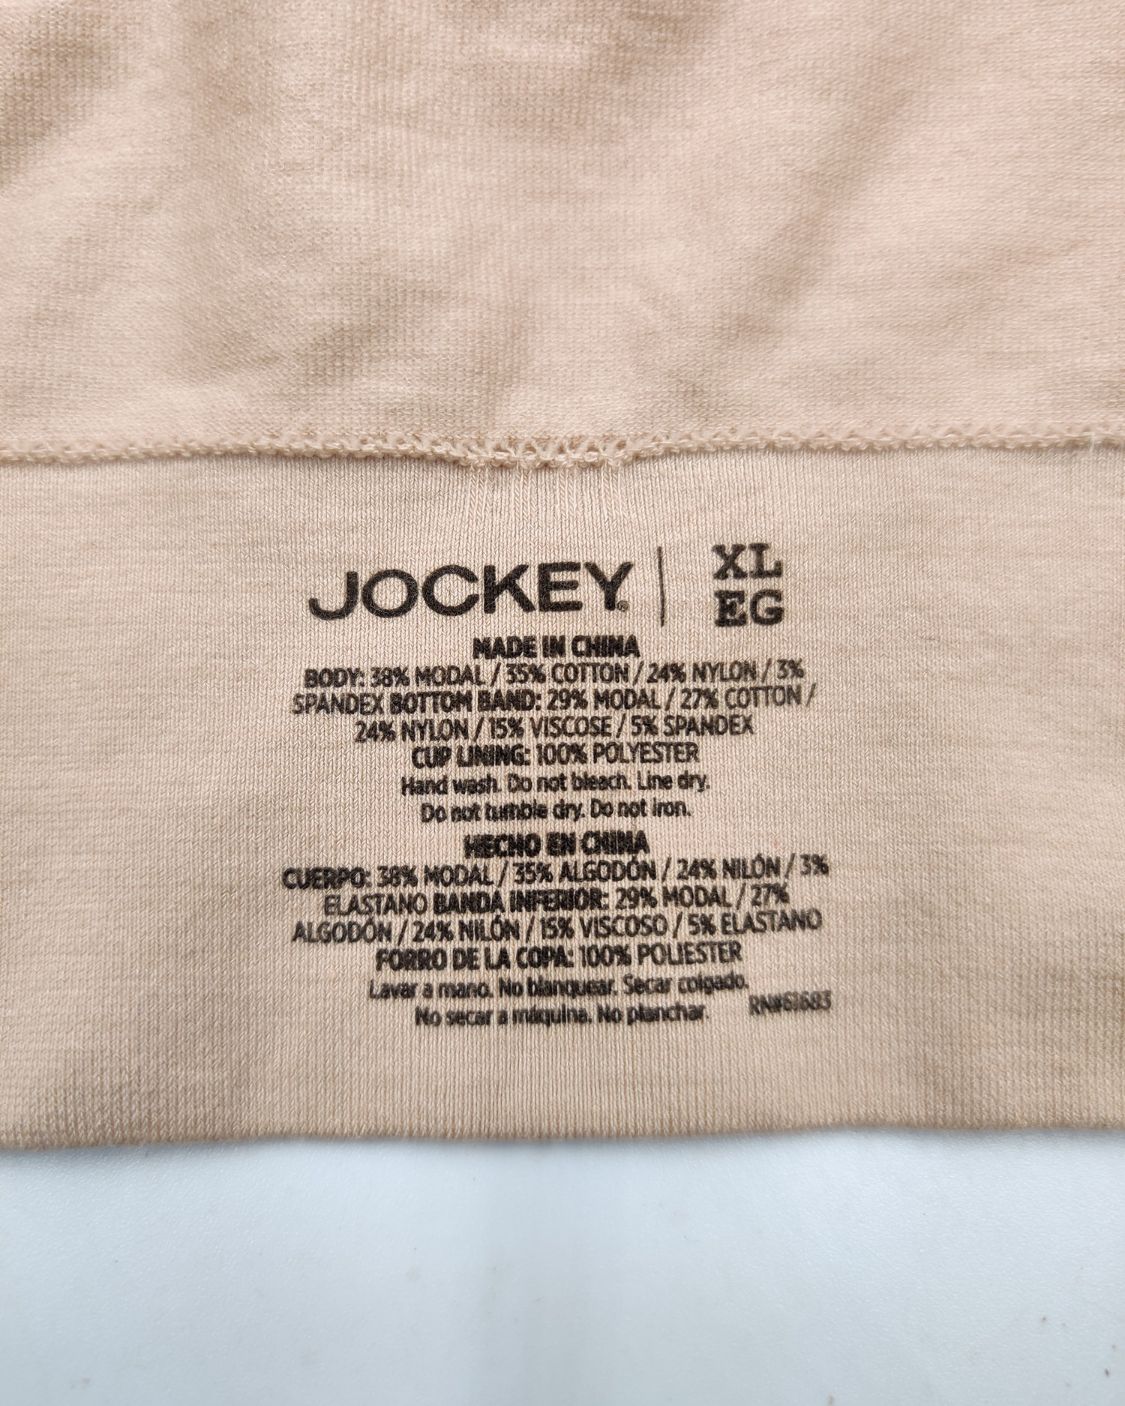 JOCKEY® | XL
EG
MADE IN CHINA
BODY: 38% MODAL / 35% COTTON / 24% NYLON / 3%
SPANDEX BOTTOM BAND: 29% MODAL / 27% COTTON /
24% NYLON / 15% VISCOSE / 5% SPANDEX
CUP LINING: 100% POLYESTER
Hand wash. Do not bleach. Line dry.
Do not tumble dry. Do not iron.
HECHO EN CHINA
CUERPO: 38% MODAL / 35% ALGODÓN / 24% NILÓN / 3%
ELASTANO BANDA INFERIOR: 29% MODAL / 27%
ALGODÓN / 24% NILÓN / 15% VISCOSO / 5% ELASTANO
FORRO DE LA COPA: 100% POLIESTER
Lavar a mano. No blanquear. Secar colgado.
No secar a máquina. No planchar. RN#61683